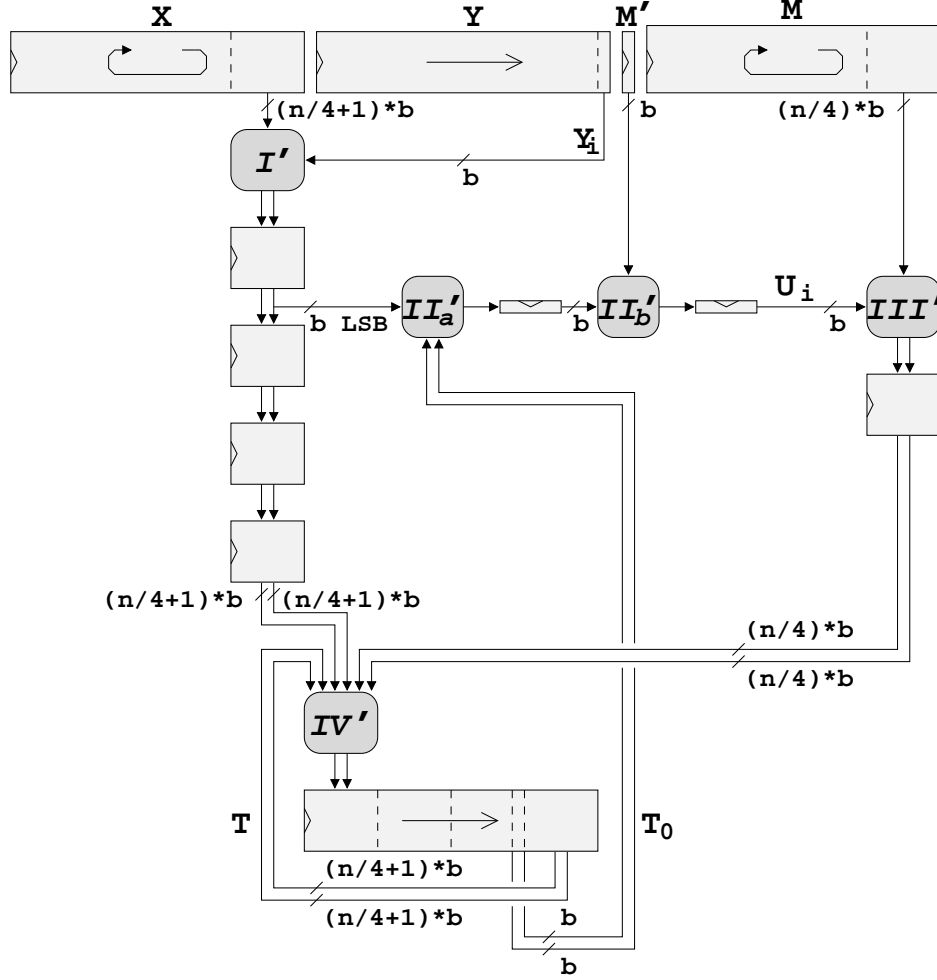 X Y M′ M
(n/4+1)*b b (n/4)*b
Y_i
I′ b
II_a′ II_b′ U_i III′
b LSB b b
(n/4+1)*b (n/4+1)*b
(n/4)*b
(n/4)*b
IV′
T T_0
(n/4+1)*b
(n/4+1)*b b
b